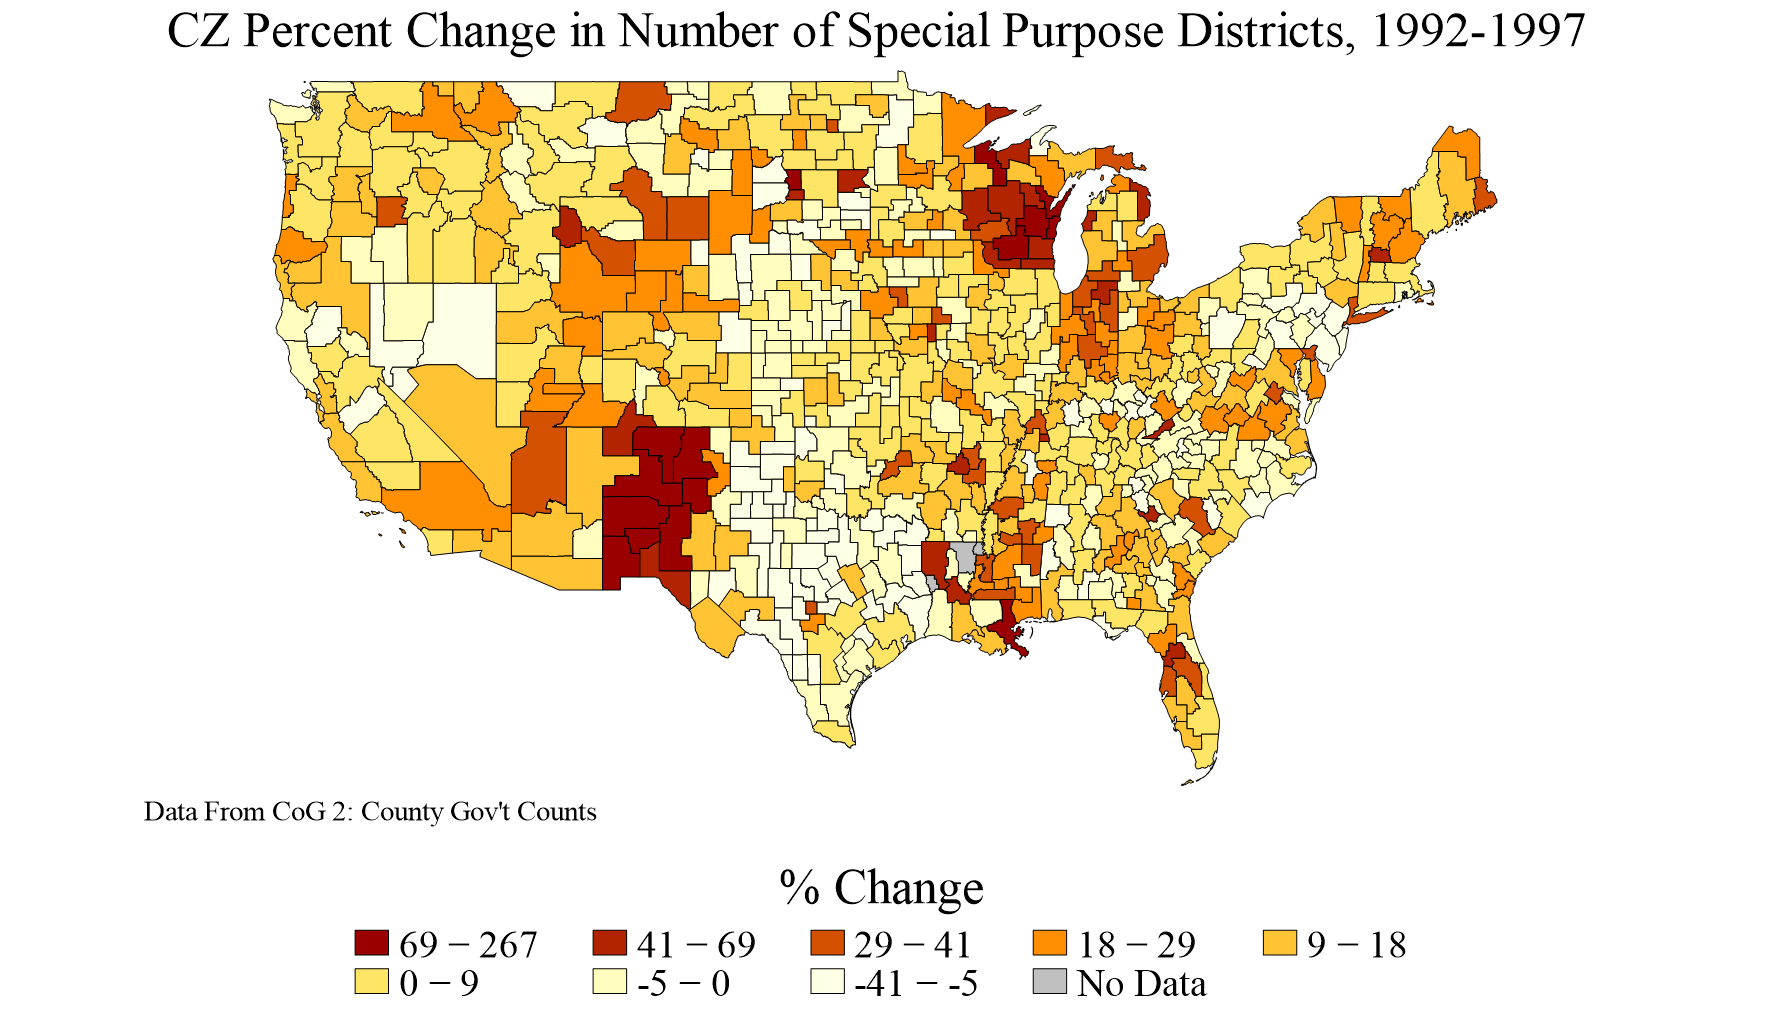 CZ Percent Change in Number of Special Purpose Districts, 1992-1997
Data From CoG 2: County Gov't Counts
% Change
69 − 267 41 − 69 29 − 41 18 − 29 9 − 18
0 − 9 -5 − 0 -41 − -5 No Data